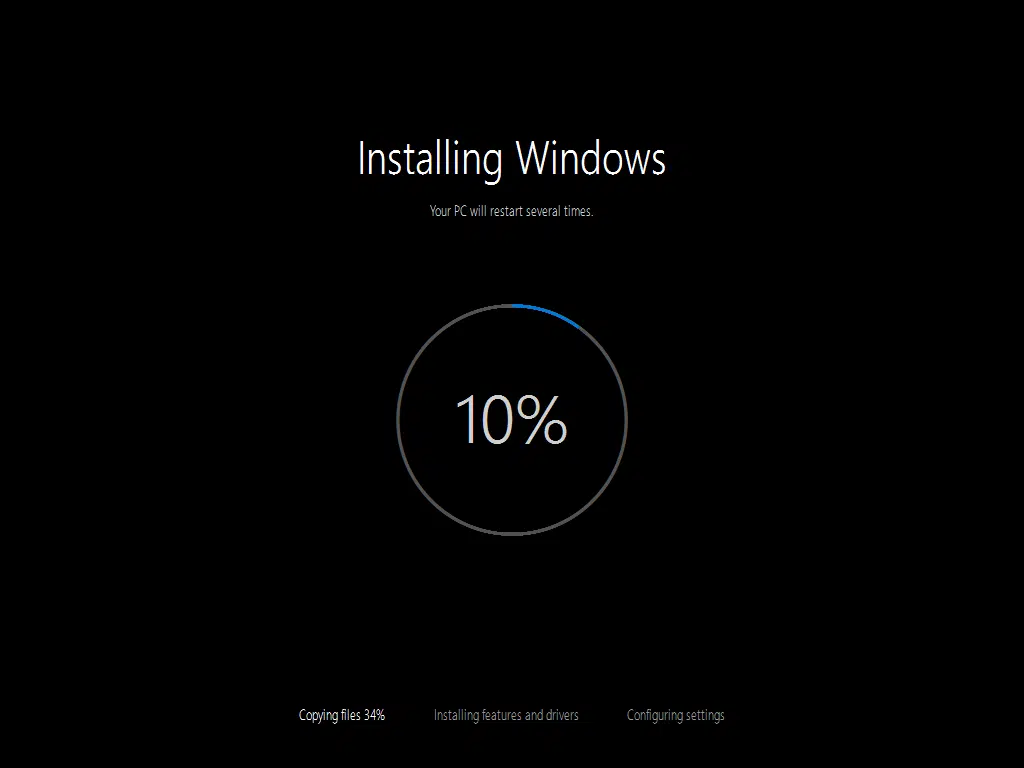 Installing Windows
Your PC will restart several times.
10%
Copying files 34% Installing features and drivers Configuring settings